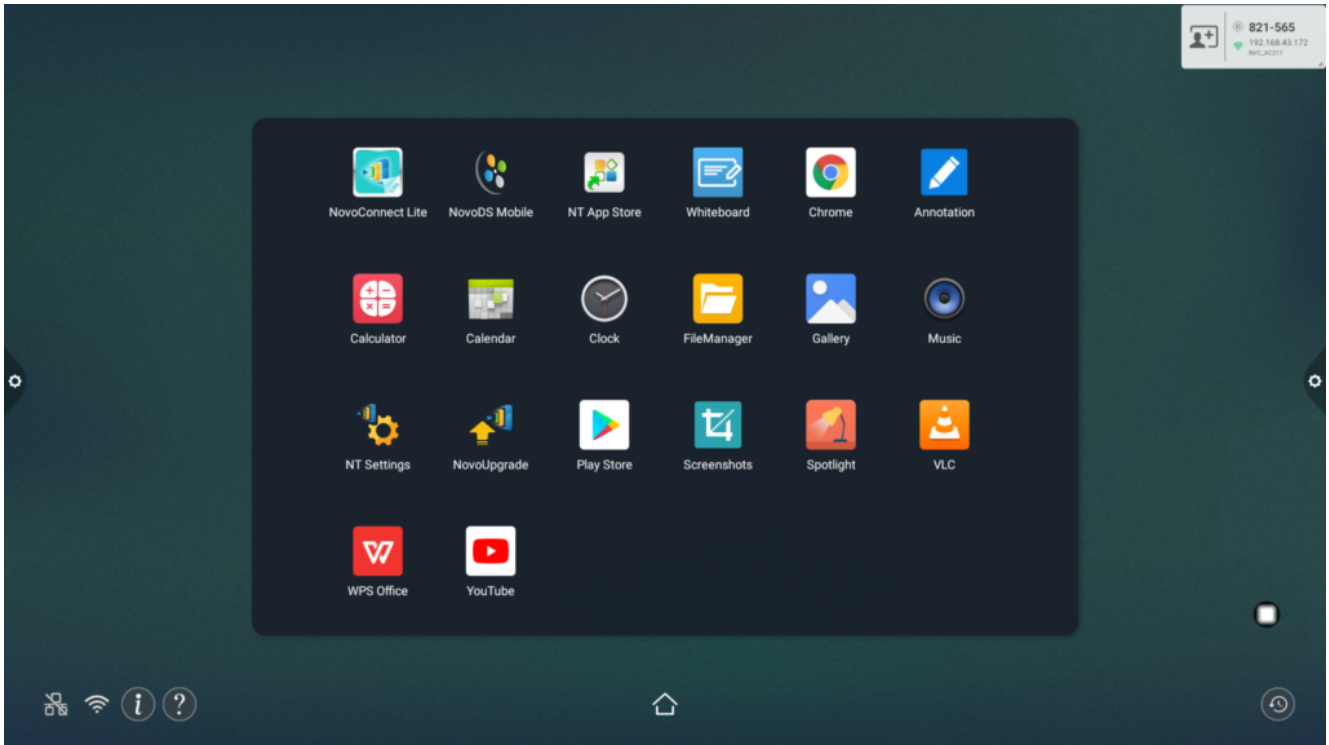 821-565
192.168.43.172
NVC_AC017
NovoConnect Lite
NovoDS Mobile
NT App Store
Whiteboard
Chrome
Annotation
Calculator
Calendar
Clock
FileManager
Gallery
Music
NT Settings
NovoUpgrade
Play Store
Screenshots
Spotlight
VLC
WPS Office
YouTube